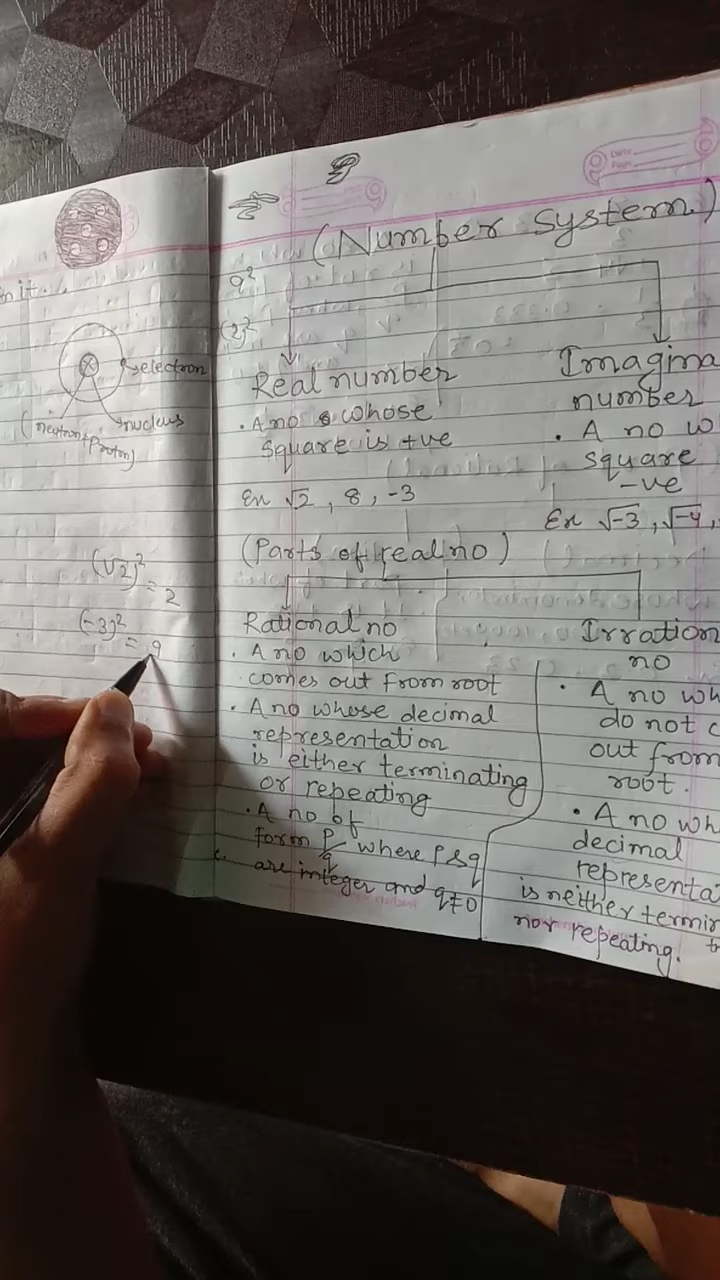 n it.
electron
nucleus
(neutron+Proton)
(√2)²
= 2
(-3)²
= 9
(Number System)
9²
(2)²
Real number
. A no whose
square is +ve
Ex √2, 8, -3
Imagina
number
. A no w
square
-ve
Ex √-3, √-4,
(Parts of real no)
Rational no
. A no which
comes out from root
. A no whose decimal
representation
is either terminating
or repeating
. A no of
form P/q where P & q
are integer and q≠0
Irration
no
. A no wh
do not c
out from
root.
. A no wh
decimal
representa
is neither termin
nor repeating.